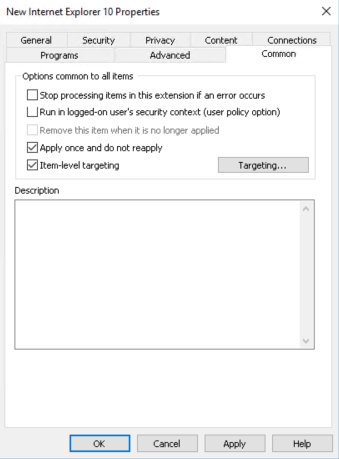 New Internet Explorer 10 Properties
General Security Privacy Content Connections
Programs Advanced Common
Options common to all items
Stop processing items in this extension if an error occurs
Run in logged-on user's security context (user policy option)
Remove this item when it is no longer applied
Apply once and do not reapply
Item-level targeting Targeting...
Description
OK Cancel Apply Help